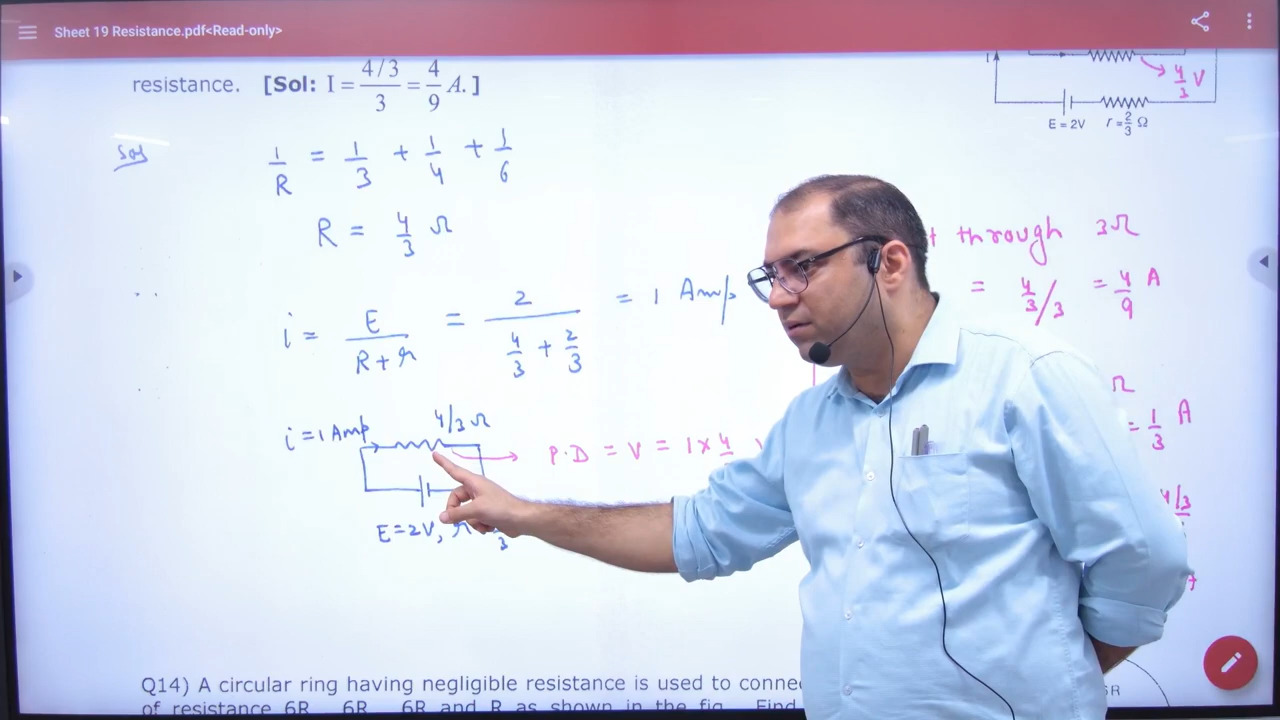 Sheet 19 Resistance.pdf<Read-only>
resistance. [Sol: I = 4/3 / 3 = 4/9 A.]
I
4/3 V
E = 2V r = 2/3 Ω
Sol
1/R = 1/3 + 1/4 + 1/6
R = 4/3 Ω
i = E / R + r = 2 / 4/3 + 2/3 = 1 Amp
t through 3Ω
= 4/3 /3 = 4/9 A
Ω
= 1/3 A
i = 1 Amp 4/3 Ω
P.D = V = 1 × 4
4/3
E = 2V, r 3
Q14) A circular ring having negligible resistance is used to conne
of resistance 6R 6R 6R and R as shown in the fig Find
R